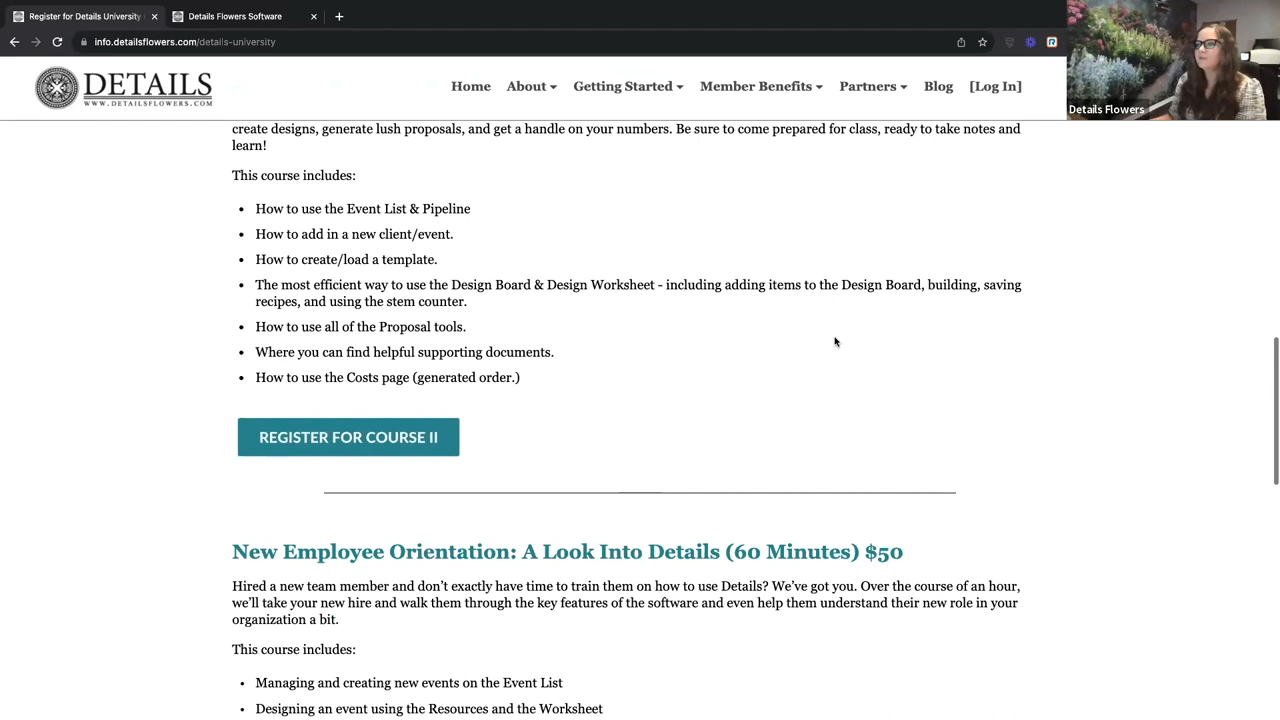 Register for Details University
Details Flowers Software
info.detailsflowers.com/details-university
DETAILS
WWW.DETAILSFLOWERS.COM
Home About Getting Started Member Benefits Partners Blog [Log In]
Details Flowers
create designs, generate lush proposals, and get a handle on your numbers. Be sure to come prepared for class, ready to take notes and
learn!
This course includes:
• How to use the Event List & Pipeline
• How to add in a new client/event.
• How to create/load a template.
• The most efficient way to use the Design Board & Design Worksheet - including adding items to the Design Board, building, saving
recipes, and using the stem counter.
• How to use all of the Proposal tools.
• Where you can find helpful supporting documents.
• How to use the Costs page (generated order.)
REGISTER FOR COURSE II
New Employee Orientation: A Look Into Details (60 Minutes) $50
Hired a new team member and don't exactly have time to train them on how to use Details? We've got you. Over the course of an hour,
we'll take your new hire and walk them through the key features of the software and even help them understand their new role in your
organization a bit.
This course includes:
• Managing and creating new events on the Event List
• Designing an event using the Resources and the Worksheet